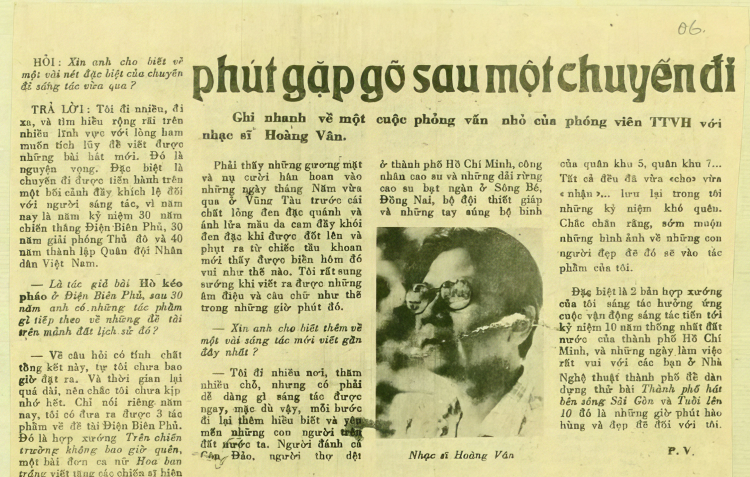 06.
phút gặp gỡ sau một chuyến đi
Ghi nhanh về một cuộc phỏng vấn nhỏ của phóng viên TTVH với
nhạc sĩ Hoàng Vân.
HỎI : Xin anh cho biết về
một vài nét đặc biệt của chuyến
đi sáng tác vừa qua ?
TRẢ LỜI : Tôi đi nhiều, đi
xa, và tìm hiểu rộng rãi trên
nhiều lĩnh vực với lòng ham
muốn tích lũy để viết được
những bài hát mới. Đó là
nguyện vọng. Đặc biệt là
chuyến đi được tiến hành trên
một bối cảnh đầy khích lệ đối
với người sáng tác, vì năm
nay là năm kỷ niệm 30 năm
chiến thắng Điện Biên Phủ, 30
năm giải phóng Thủ đô và 40
năm thành lập Quân đội Nhân
dân Việt Nam.
— Là tác giả bài Hò kéo
pháo ở Điện Biên Phủ, sau 30
năm anh có những tác phẩm
gì tiếp theo về những đề tài
trên mảnh đất lịch sử đó ?
— Về câu hỏi có tính chất
tổng kết này, tự tôi chưa bao
giờ đặt ra. Và thời gian lại
quá dài, nên chắc tôi chưa kịp
nhớ hết. Chỉ nói riêng năm
nay, tôi có đưa ra được 3 tác
phẩm về đề tài Điện Biên Phủ.
Đó là hợp xướng Trên chiến
trường không bao giờ quên,
một bài đơn ca nữ Hoa ban
trắng viết tặng các chiến sĩ hiện
Phải thấy những gương mặt
và nụ cười hân hoan vào
những ngày tháng Năm vừa
qua ở Vũng Tàu trước cái
chất lỏng đen đặc quánh và
ánh lửa màu da cam đầy khói
đen đặc khi được đốt lên và
phụt ra từ chiếc tầu khoan
mới thấy được biển hôm đó
vui như thế nào. Tôi rất sung
sướng khi viết ra được những
âm điệu và câu chữ như thế
trong những giờ phút đó.
— Xin anh cho biết thêm về
một vài sáng tác mới viết gần
đây nhất ?
— Tôi đi nhiều nơi, thăm
nhiều chỗ, nhưng có phải
dễ dàng gì sáng tác được
ngay, mặc dù vậy, mỗi bước
đi lại thêm hiểu biết và yêu
mến những con người trên
đất nước ta. Người đánh cá
Côn Đảo, người thợ dệt
ở thành phố Hồ Chí Minh, công
nhân cao su và những dải rừng
cao su bạt ngàn ở Sông Bé,
Đồng Nai, bộ đội thiết giáp
và những tay súng bộ binh
Nhạc sĩ Hoàng Vân
của quân khu 5, quân khu 7...
Tất cả đều đã vừa «cho» vừa
« nhận »... lưu lại trong tôi
những kỷ niệm khó quên.
Chắc chắn rằng, sớm muộn
những hình ảnh về những con
người đẹp đẽ đó sẽ vào tác
phẩm của tôi.
Đặc biệt là 2 bản hợp xướng
của tôi sáng tác hưởng ứng
cuộc vận động sáng tác tiến tới
kỷ niệm 10 năm thống nhất đất
nước của thành phố Hồ Chí
Minh, và những ngày làm việc
rất vui với các bạn ở Nhà
Nghệ thuật thành phố để dàn
dựng thử bài Thành phố hát
bên sông Sài Gòn và Tuổi lên
10 đó là những giờ phút hào
hùng và đẹp đẽ đối với tôi.
P. V.